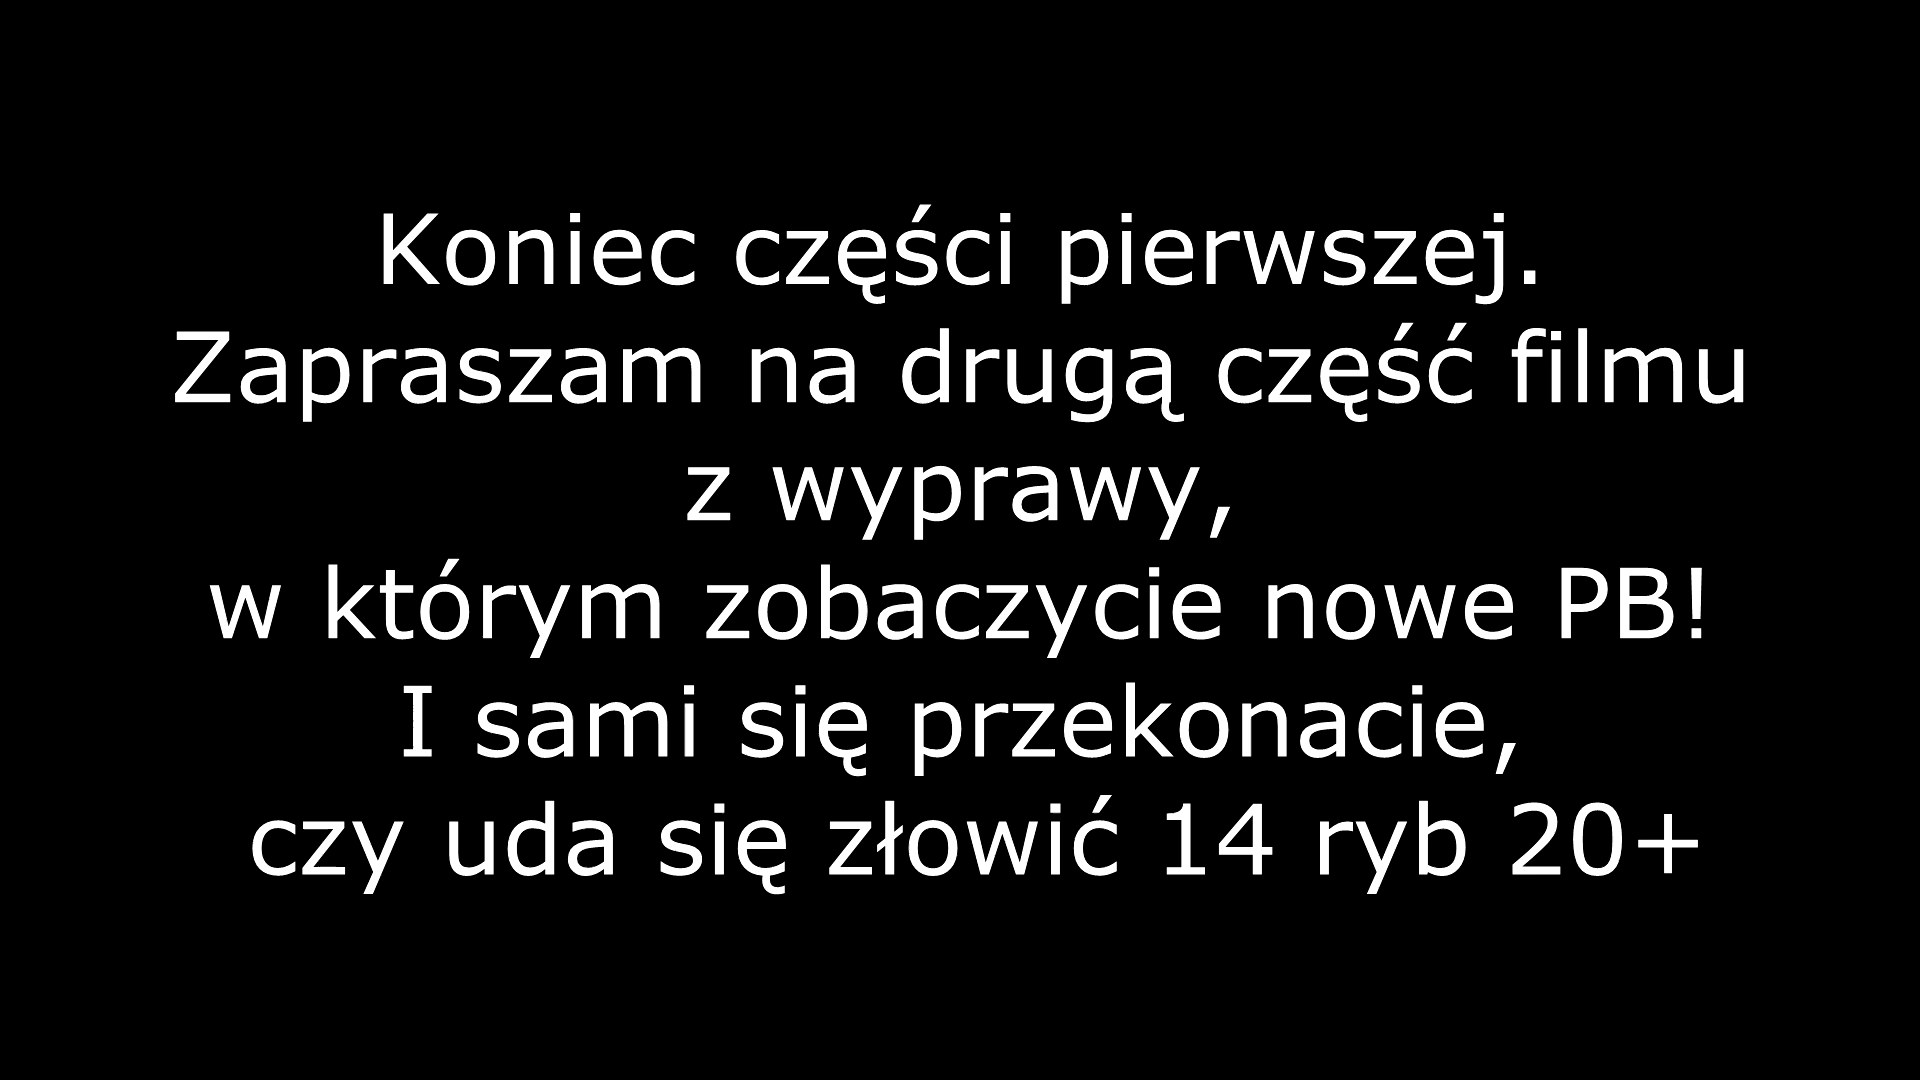 Koniec części pierwszej.
Zapraszam na drugą część filmu
z wyprawy,
w którym zobaczycie nowe PB!
I sami się przekonacie,
czy uda się złowić 14 ryb 20+